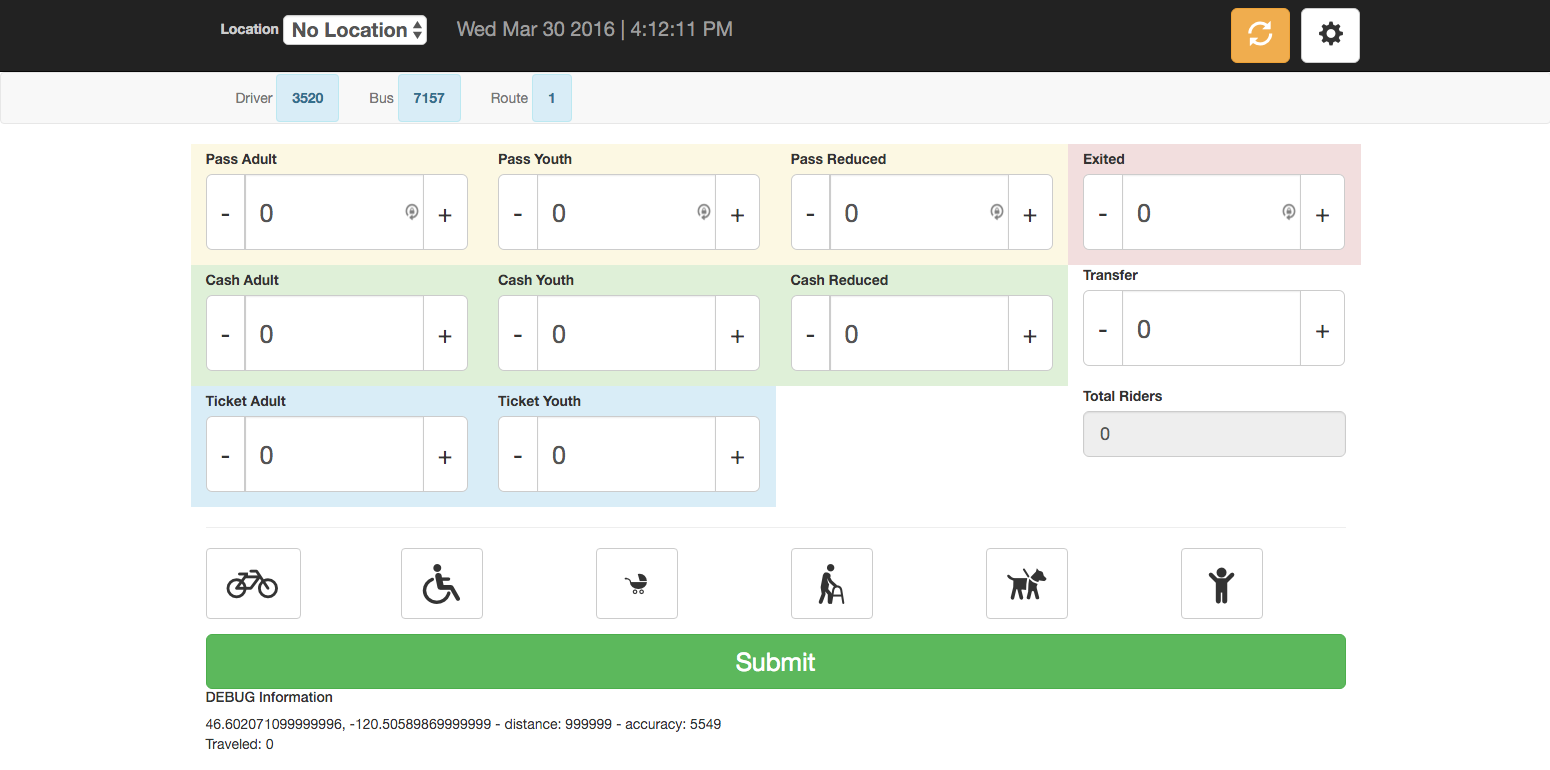 Location No Location Wed Mar 30 2016 | 4:12:11 PM
Driver 3520 Bus 7157 Route 1
Pass Adult Pass Youth Pass Reduced Exited
- 0 + - 0 + - 0 + - 0 +
Cash Adult Cash Youth Cash Reduced Transfer
- 0 + - 0 + - 0 + - 0 +
Ticket Adult Ticket Youth Total Riders
- 0 + - 0 + 0
Submit
DEBUG Information
46.602071099999996, -120.50589869999999 - distance: 999999 - accuracy: 5549
Traveled: 0